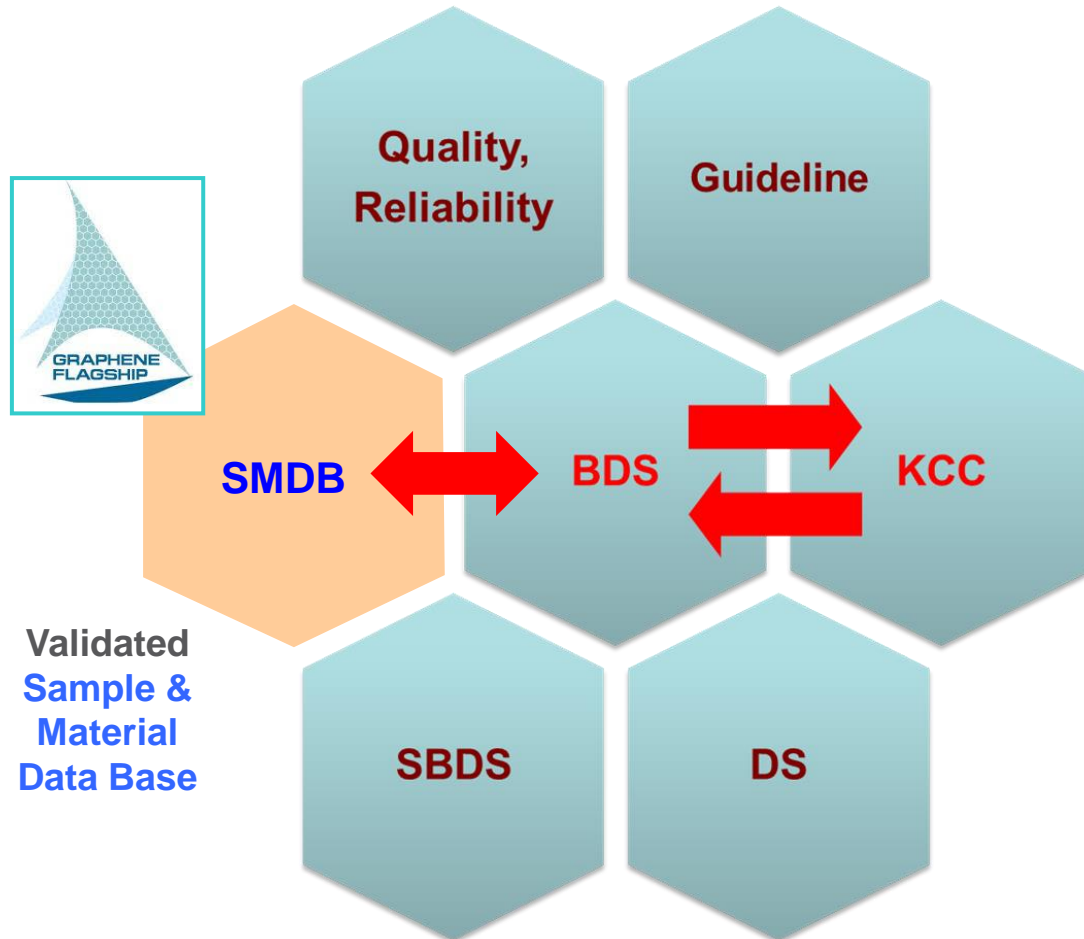 Quality,
Reliability
Guideline
GRAPHENE
FLAGSHIP
SMDB
BDS
KCC
Validated
Sample &
Material
Data Base
SBDS
DS